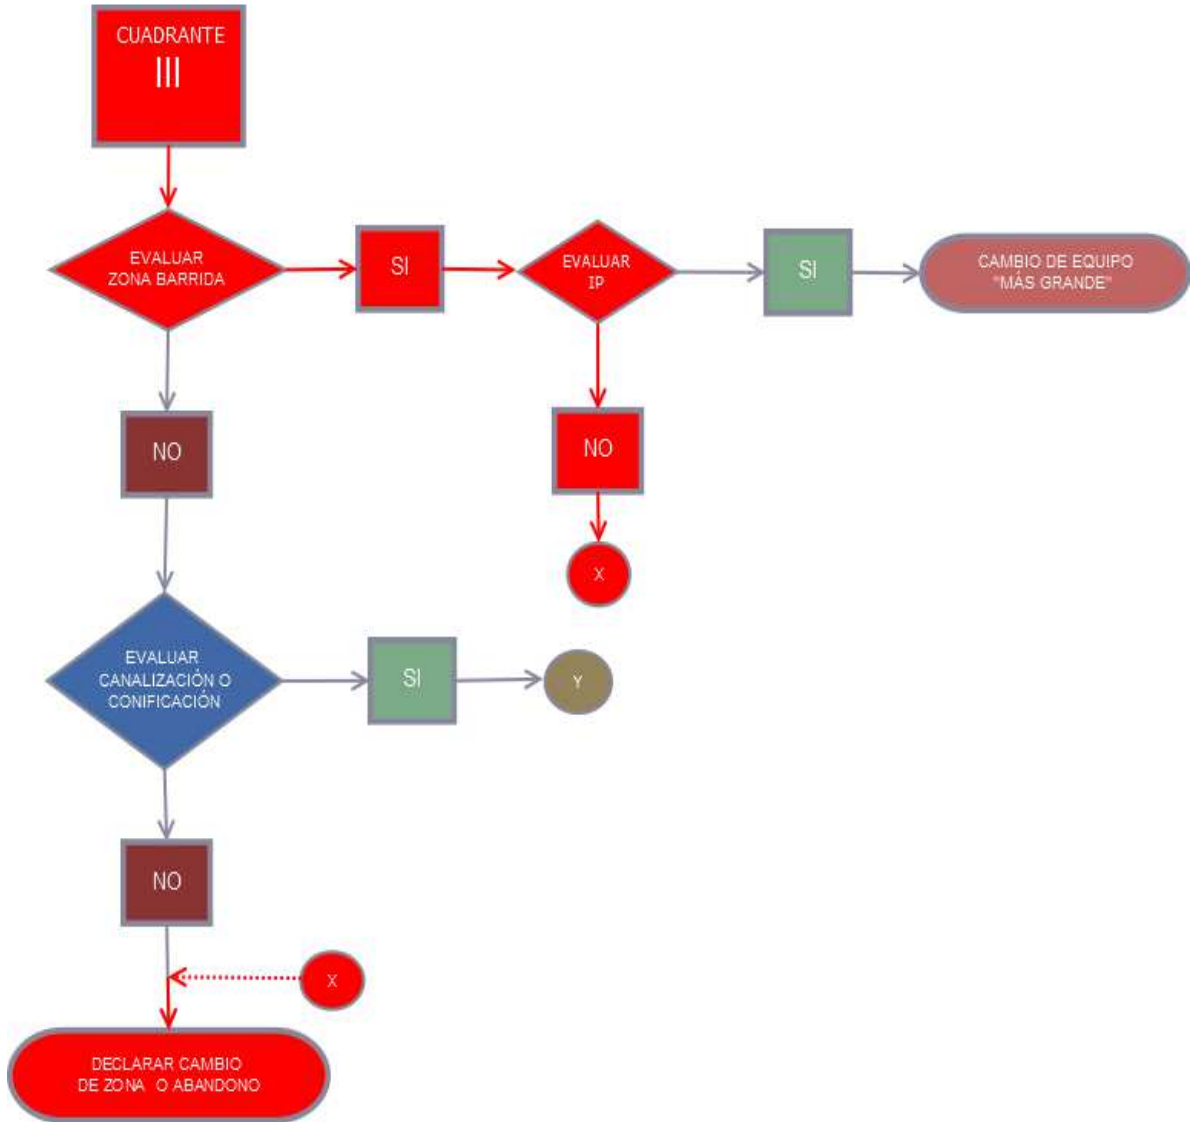 CUADRANTE
III
EVALUAR
ZONA BARRIDA
SI
EVALUAR
IP
SI
CAMBIO DE EQUIPO
"MÁS GRANDE"
NO
NO
X
EVALUAR
CANALIZACIÓN O
CONIFICACIÓN
SI
Y
NO
X
DECLARAR CAMBIO
DE ZONA O ABANDONO